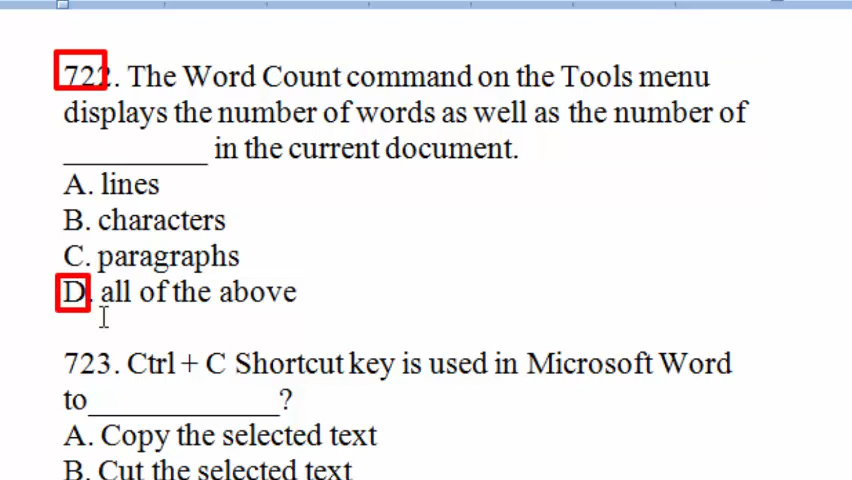 722. The Word Count command on the Tools menu
displays the number of words as well as the number of
_________ in the current document.
A. lines
B. characters
C. paragraphs
D. all of the above
723. Ctrl + C Shortcut key is used in Microsoft Word
to____________?
A. Copy the selected text
B. Cut the selected text